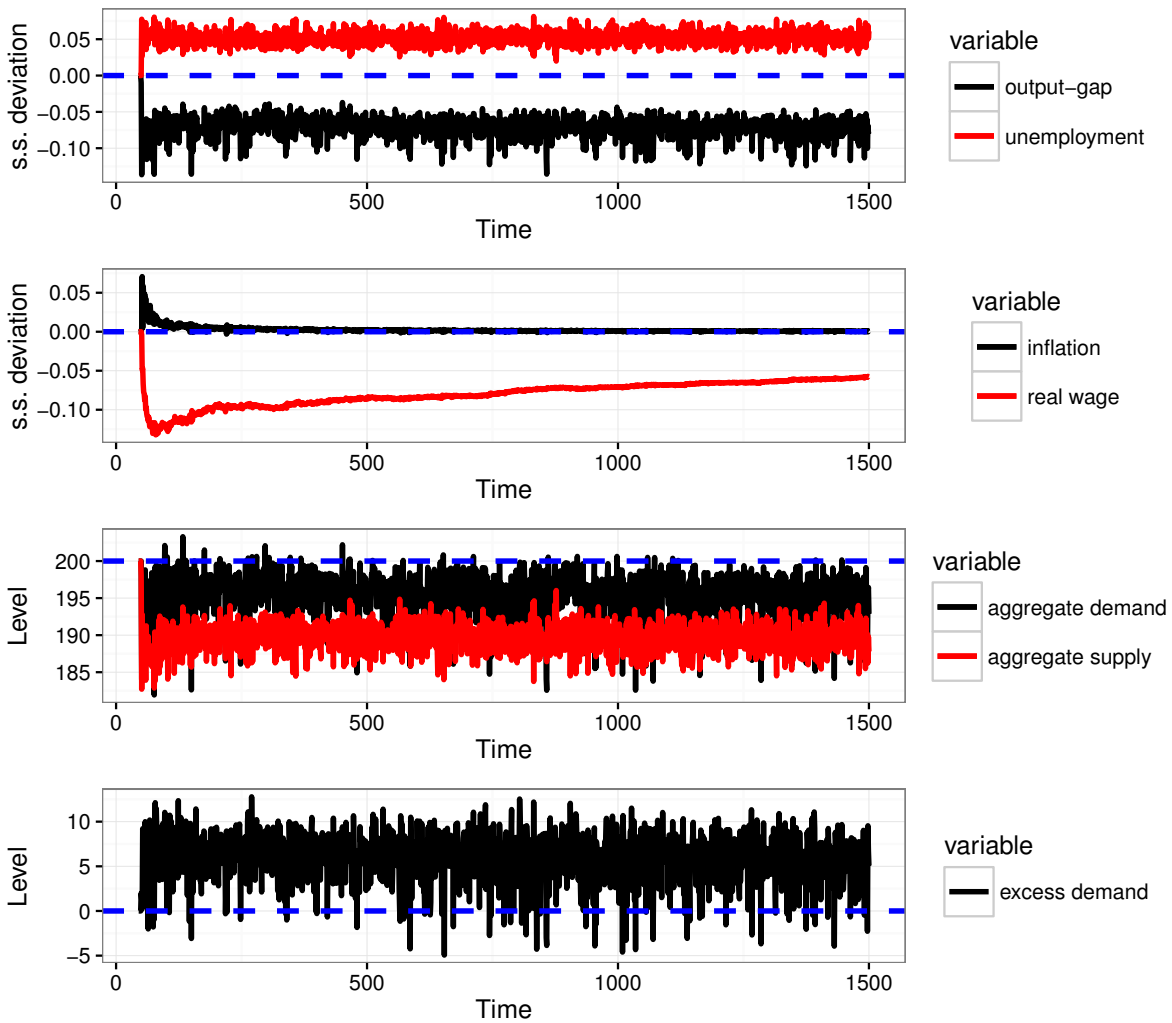 s.s. deviation
0.05
0.00
−0.05
−0.10
0
500
1000
1500
Time
variable
output−gap
unemployment
s.s. deviation
0.05
0.00
−0.05
−0.10
0
500
1000
1500
Time
variable
inflation
real wage
Level
200
195
190
185
0
500
1000
1500
Time
variable
aggregate demand
aggregate supply
Level
10
5
0
−5
0
500
1000
1500
Time
variable
excess demand